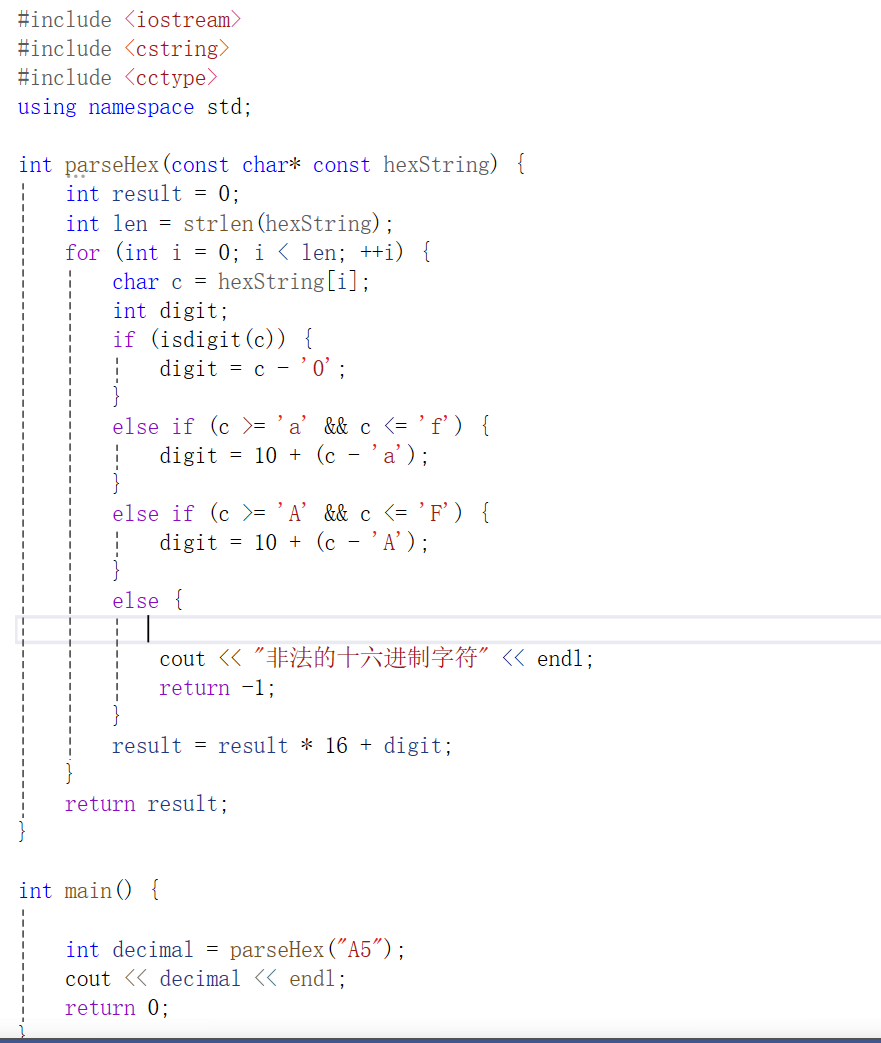 #include <iostream>
#include <cstring>
#include <cctype>
using namespace std;
int parseHex(const char* const hexString) {
int result = 0;
int len = strlen(hexString);
for (int i = 0; i < len; ++i) {
char c = hexString[i];
int digit;
if (isdigit(c)) {
digit = c - '0';
}
else if (c >= 'a' && c <= 'f') {
digit = 10 + (c - 'a');
}
else if (c >= 'A' && c <= 'F') {
digit = 10 + (c - 'A');
}
else {
cout << "非法的十六进制字符" << endl;
return -1;
}
result = result * 16 + digit;
}
return result;
}
int main() {
int decimal = parseHex("A5");
cout << decimal << endl;
return 0;
}